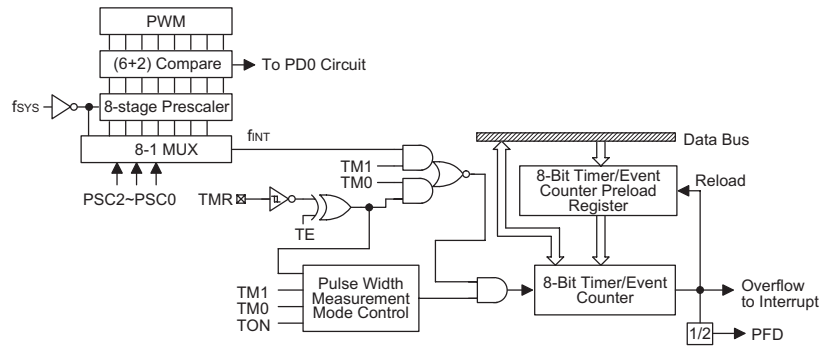 PWM
(6+2) Compare
To PD0 Circuit
fSYS
8-stage Prescaler
8-1 MUX
fINT
PSC2~PSC0
TM1
TM0
TMR
TE
Data Bus
8-Bit Timer/Event
Counter Preload
Register
Reload
TM1
TM0
TON
Pulse Width
Measurement
Mode Control
8-Bit Timer/Event
Counter
Overflow
to Interrupt
1/2
PFD